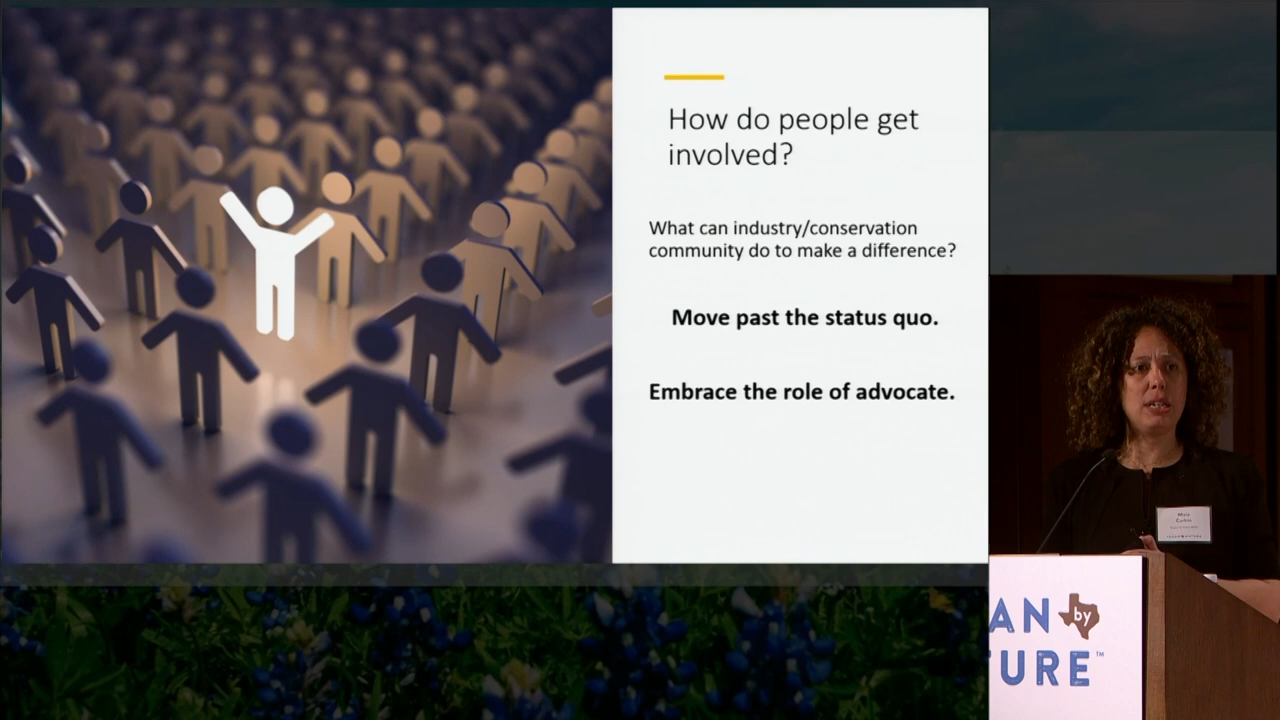 How do people get
involved?
What can industry/conservation
community do to make a difference?
Move past the status quo.
Embrace the role of advocate.
AN by
TURE™